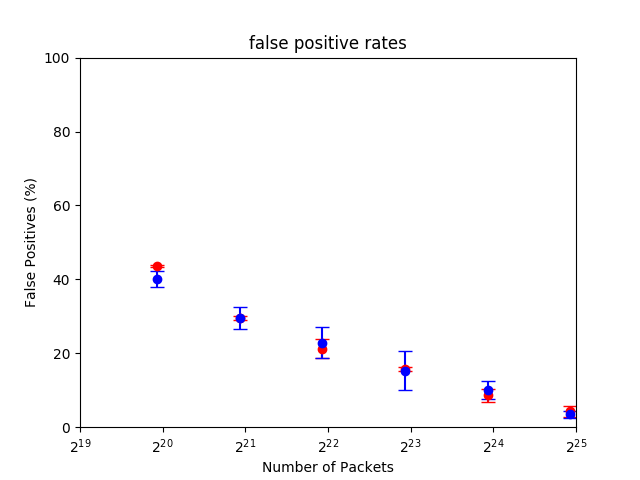 false positive rates
100
80
60
40
20
0
False Positives (%)
2^19 2^20 2^21 2^22 2^23 2^24 2^25
Number of Packets